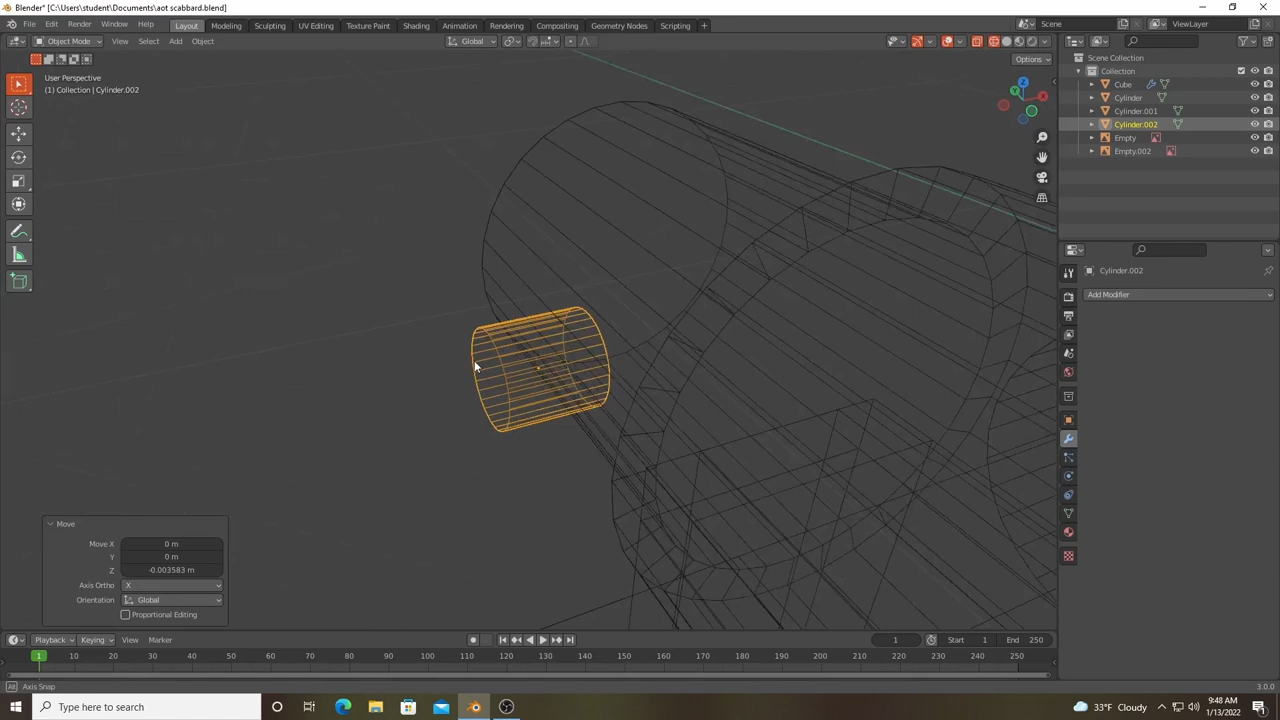 Blender* [C:\Users\student\Documents\aot scabbard.blend]
File Edit Render Window Help Layout Modeling Sculpting UV Editing Texture Paint Shading Animation Rendering Compositing Geometry Nodes Scripting + Scene ViewLayer
Object Mode View Select Add Object Global
Options
User Perspective
(1) Collection | Cylinder.002
Z
Y
X
Scene Collection
Collection
Cube
Cylinder
Cylinder.001
Cylinder.002
Empty
Empty.002
Cylinder.002
Add Modifier
Move
Move X 0 m
Y 0 m
Z -0.003583 m
Axis Ortho X
Orientation Global
Proportional Editing
Playback Keying View Marker 1 Start 1 End 250
1 10 20 30 40 50 60 70 80 90 100 110 120 130 140 150 160 170 180 190 200 210 220 230 240 250
Alt Axis Snap 3.0.0
Type here to search 33°F Cloudy 9:48 AM
1/13/2022 1